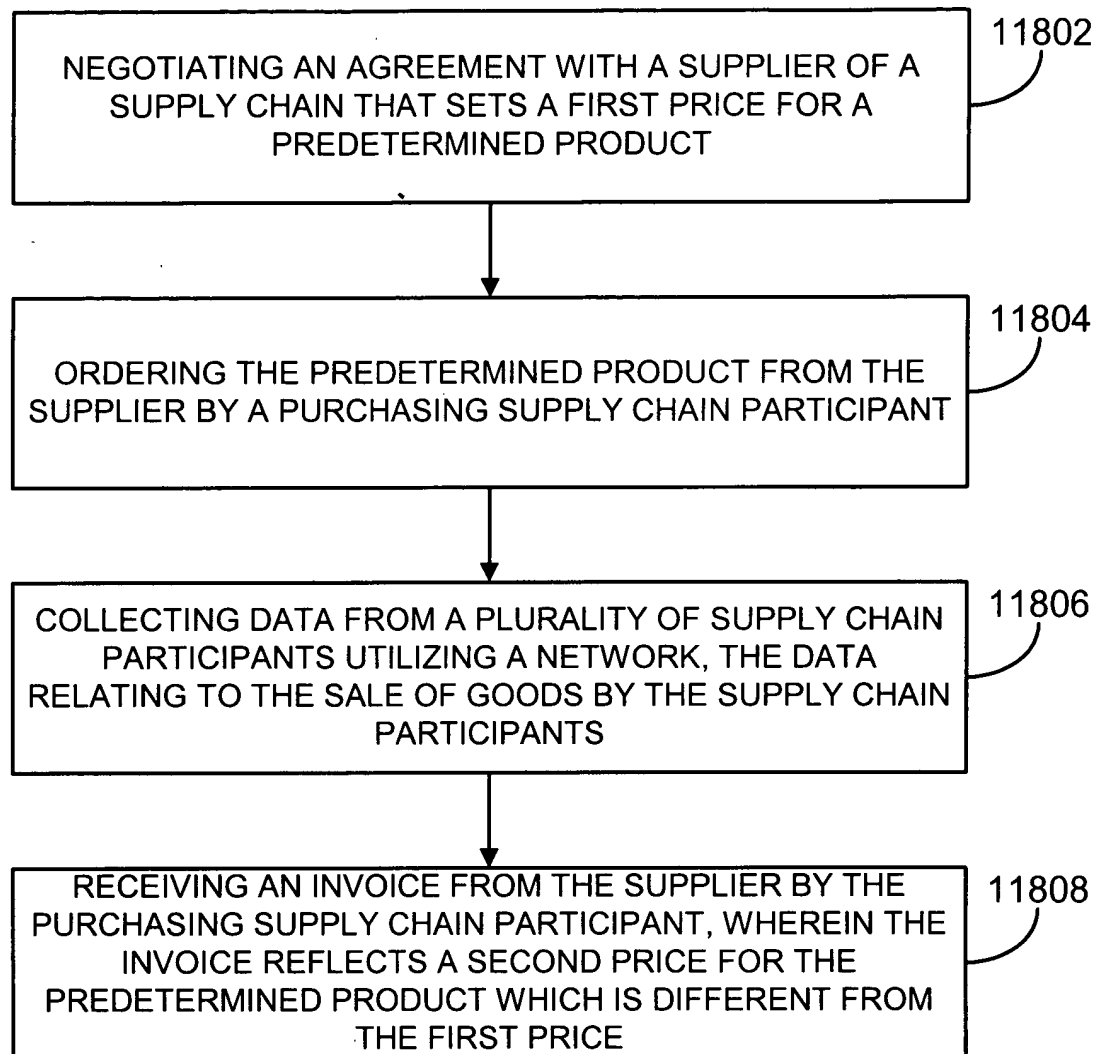 11802
NEGOTIATING AN AGREEMENT WITH A SUPPLIER OF A
SUPPLY CHAIN THAT SETS A FIRST PRICE FOR A
PREDETERMINED PRODUCT
11804
ORDERING THE PREDETERMINED PRODUCT FROM THE
SUPPLIER BY A PURCHASING SUPPLY CHAIN PARTICIPANT
11806
COLLECTING DATA FROM A PLURALITY OF SUPPLY CHAIN
PARTICIPANTS UTILIZING A NETWORK, THE DATA
RELATING TO THE SALE OF GOODS BY THE SUPPLY CHAIN
PARTICIPANTS
11808
RECEIVING AN INVOICE FROM THE SUPPLIER BY THE
PURCHASING SUPPLY CHAIN PARTICIPANT, WHEREIN THE
INVOICE REFLECTS A SECOND PRICE FOR THE
PREDETERMINED PRODUCT WHICH IS DIFFERENT FROM
THE FIRST PRICE